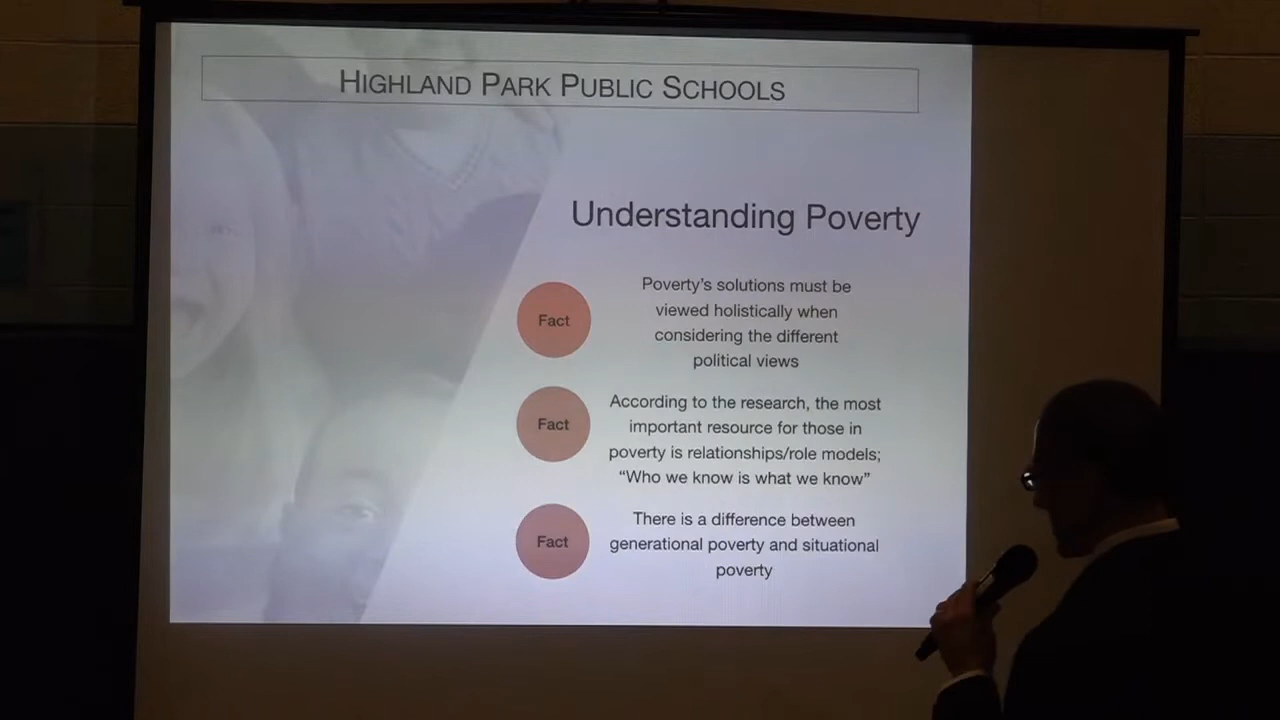 HIGHLAND PARK PUBLIC SCHOOLS
Understanding Poverty
Fact
Poverty’s solutions must be
viewed holistically when
considering the different
political views
Fact
According to the research, the most
important resource for those in
poverty is relationships/role models;
“Who we know is what we know”
Fact
There is a difference between
generational poverty and situational
poverty